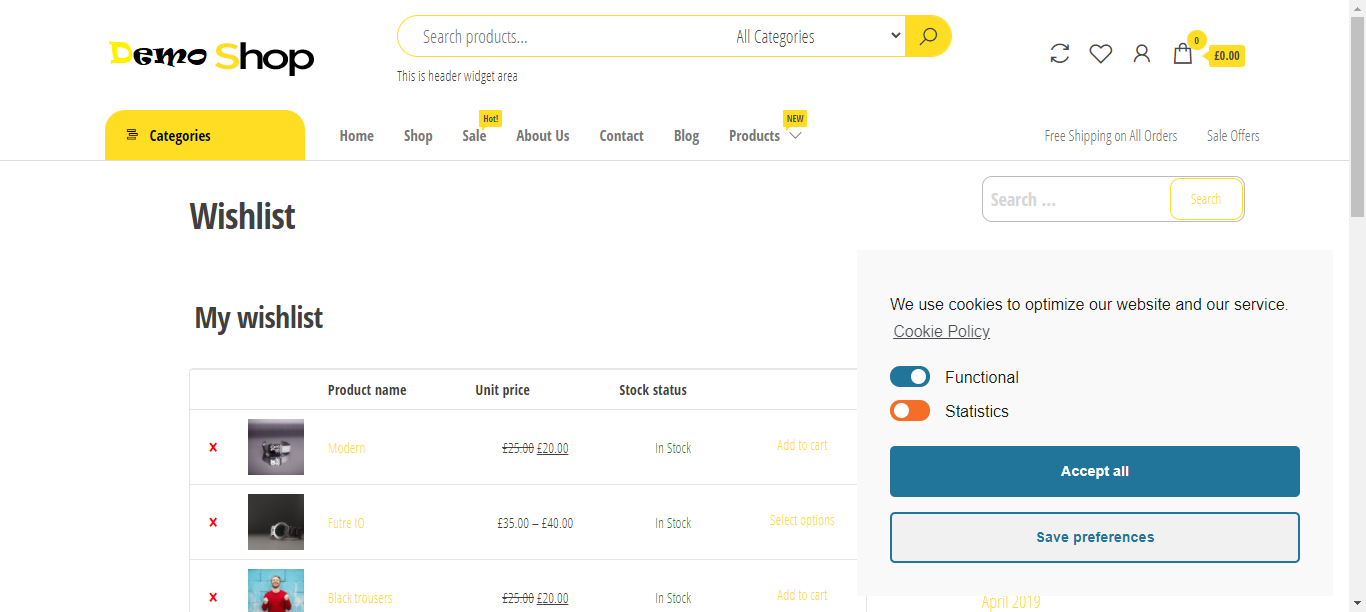 Demo Shop
Search products...
All Categories
This is header widget area
0
£0.00
Categories
Home
Shop
Sale
Hot!
About Us
Contact
Blog
Products
NEW
Free Shipping on All Orders
Sale Offers
Wishlist
Search ...
Search
My wishlist
Product name Unit price Stock status
x Modern £25.00 £20.00 In Stock Add to cart
x Futre IO £35.00 – £40.00 In Stock Select options
x Black trousers £25.00 £20.00 In Stock Add to cart
We use cookies to optimize our website and our service.
Cookie Policy
Functional
Statistics
Accept all
Save preferences
April 2019